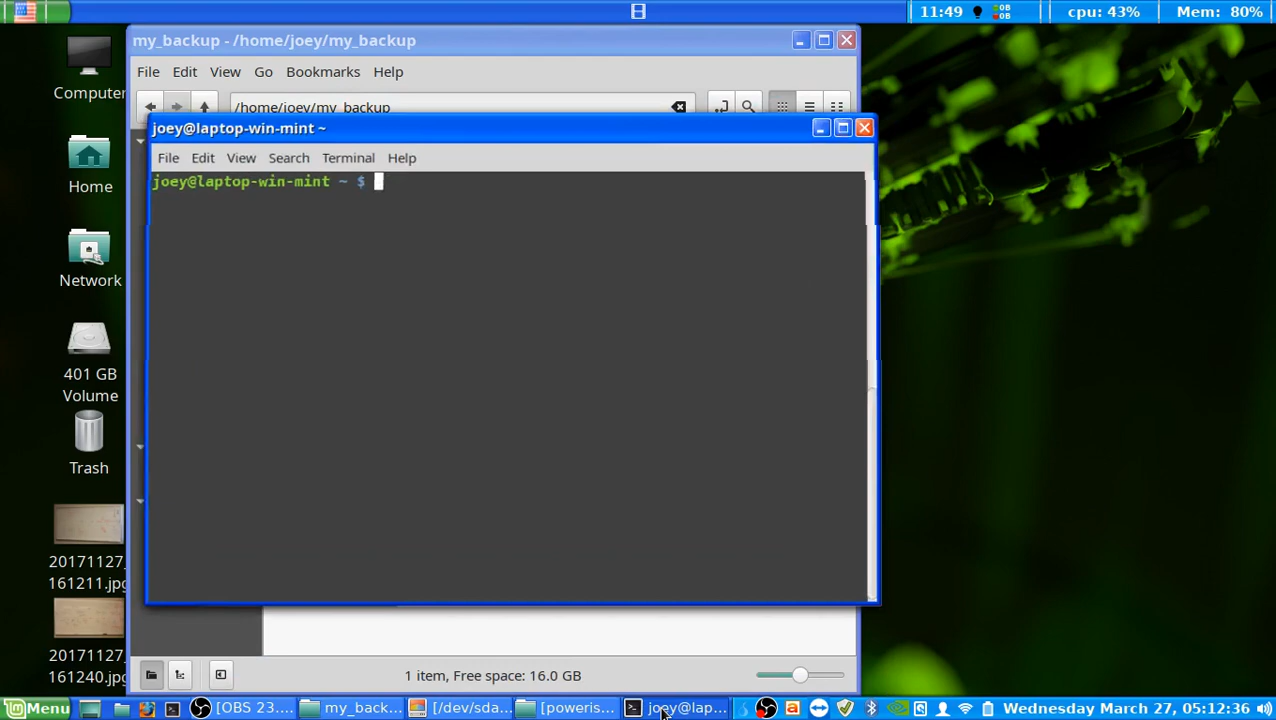 11:49
0B
0B
cpu: 43%
Mem: 80%
my_backup - /home/joey/my_backup
File Edit View Go Bookmarks Help
/home/joey/my_backup
joey@laptop-win-mint ~
File Edit View Search Terminal Help
joey@laptop-win-mint ~ $
Computer
Home
Network
401 GB
Volume
Trash
20171127_
161211.jpg
20171127_
161240.jpg
1 item, Free space: 16.0 GB
Menu
[OBS 23....
my_back...
[/dev/sda...
[poweris...
joey@lap...
Wednesday March 27, 05:12:36